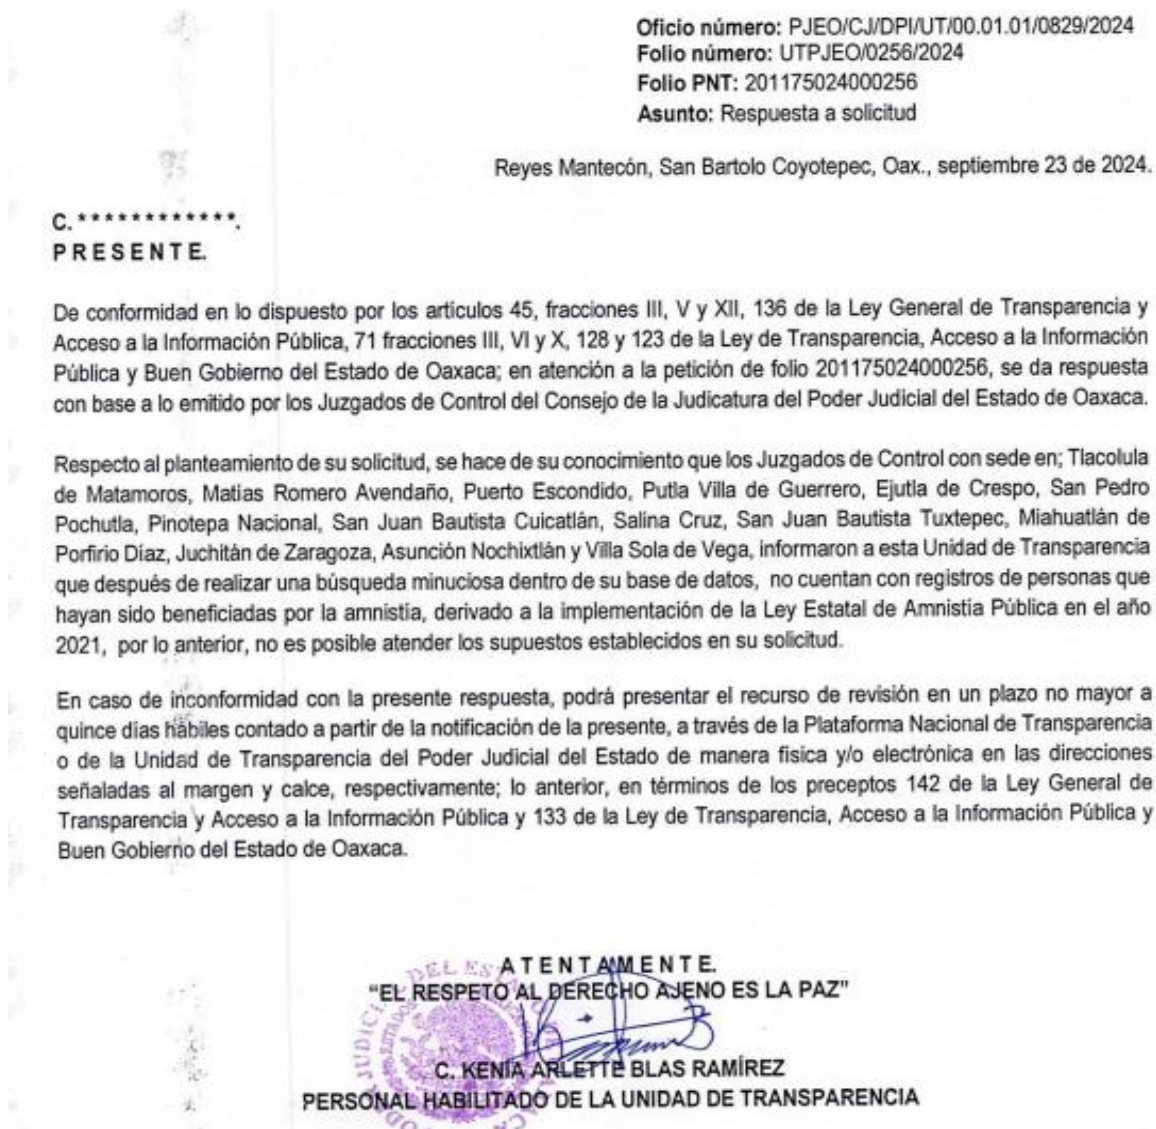 Oficio número: PJEO/CJ/DPI/UT/00.01.01/0829/2024
Folio número: UTPJEO/0256/2024
Folio PNT: 201175024000256
Asunto: Respuesta a solicitud
Reyes Mantecón, San Bartolo Coyotepec, Oax., septiembre 23 de 2024.
C. ************.
P R E S E N T E.
De conformidad en lo dispuesto por los artículos 45, fracciones III, V y XII, 136 de la Ley General de Transparencia y
Acceso a la Información Pública, 71 fracciones III, VI y X, 128 y 123 de la Ley de Transparencia, Acceso a la Información
Pública y Buen Gobierno del Estado de Oaxaca; en atención a la petición de folio 201175024000256, se da respuesta
con base a lo emitido por los Juzgados de Control del Consejo de la Judicatura del Poder Judicial del Estado de Oaxaca.
Respecto al planteamiento de su solicitud, se hace de su conocimiento que los Juzgados de Control con sede en; Tlacolula
de Matamoros, Matías Romero Avendaño, Puerto Escondido, Putla Villa de Guerrero, Ejutla de Crespo, San Pedro
Pochutla, Pinotepa Nacional, San Juan Bautista Cuicatlán, Salina Cruz, San Juan Bautista Tuxtepec, Miahuatlán de
Porfirio Díaz, Juchitán de Zaragoza, Asunción Nochixtlán y Villa Sola de Vega, informaron a esta Unidad de Transparencia
que después de realizar una búsqueda minuciosa dentro de su base de datos, no cuentan con registros de personas que
hayan sido beneficiadas por la amnistía, derivado a la implementación de la Ley Estatal de Amnistía Pública en el año
2021, por lo anterior, no es posible atender los supuestos establecidos en su solicitud.
En caso de inconformidad con la presente respuesta, podrá presentar el recurso de revisión en un plazo no mayor a
quince días hábiles contado a partir de la notificación de la presente, a través de la Plataforma Nacional de Transparencia
o de la Unidad de Transparencia del Poder Judicial del Estado de manera física y/o electrónica en las direcciones
señaladas al margen y calce, respectivamente; lo anterior, en términos de los preceptos 142 de la Ley General de
Transparencia y Acceso a la Información Pública y 133 de la Ley de Transparencia, Acceso a la Información Pública y
Buen Gobierno del Estado de Oaxaca.
A T E N T A M E N T E.
"EL RESPETO AL DERECHO AJENO ES LA PAZ"
C. KENIA ARLETTE BLAS RAMÍREZ
PERSONAL HABILITADO DE LA UNIDAD DE TRANSPARENCIA